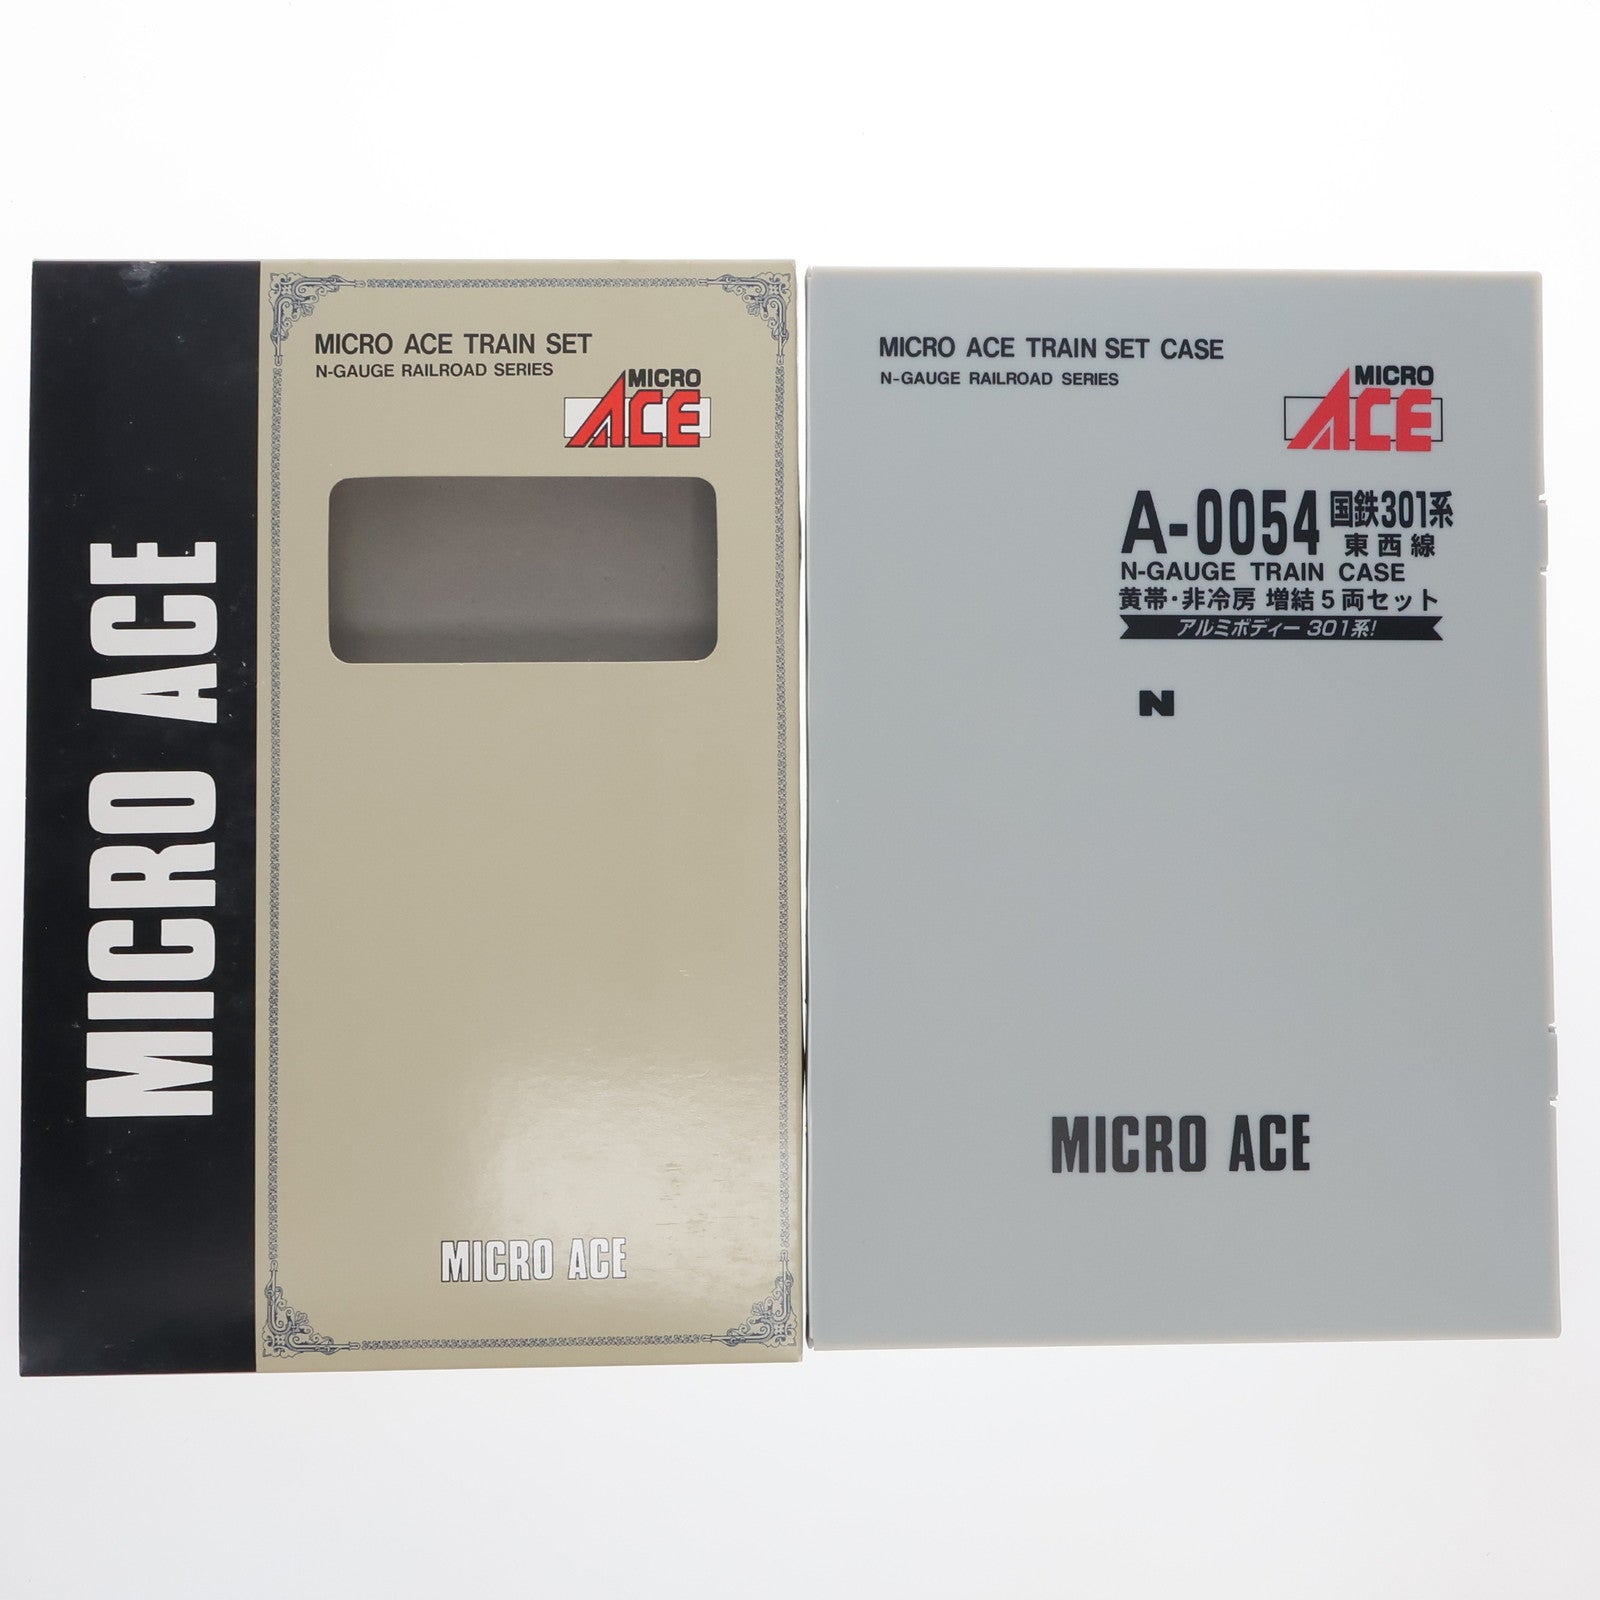 MICRO ACE
MICRO ACE TRAIN SET
N-GAUGE RAILROAD SERIES
MICRO
ACE
MICRO ACE
MICRO ACE TRAIN SET CASE
N-GAUGE RAILROAD SERIES
MICRO
ACE
A-0054 国鉄301系
東西線
N-GAUGE TRAIN CASE
黄帯・非冷房 増結5両セット
アルミボディー 301系!
N
MICRO ACE